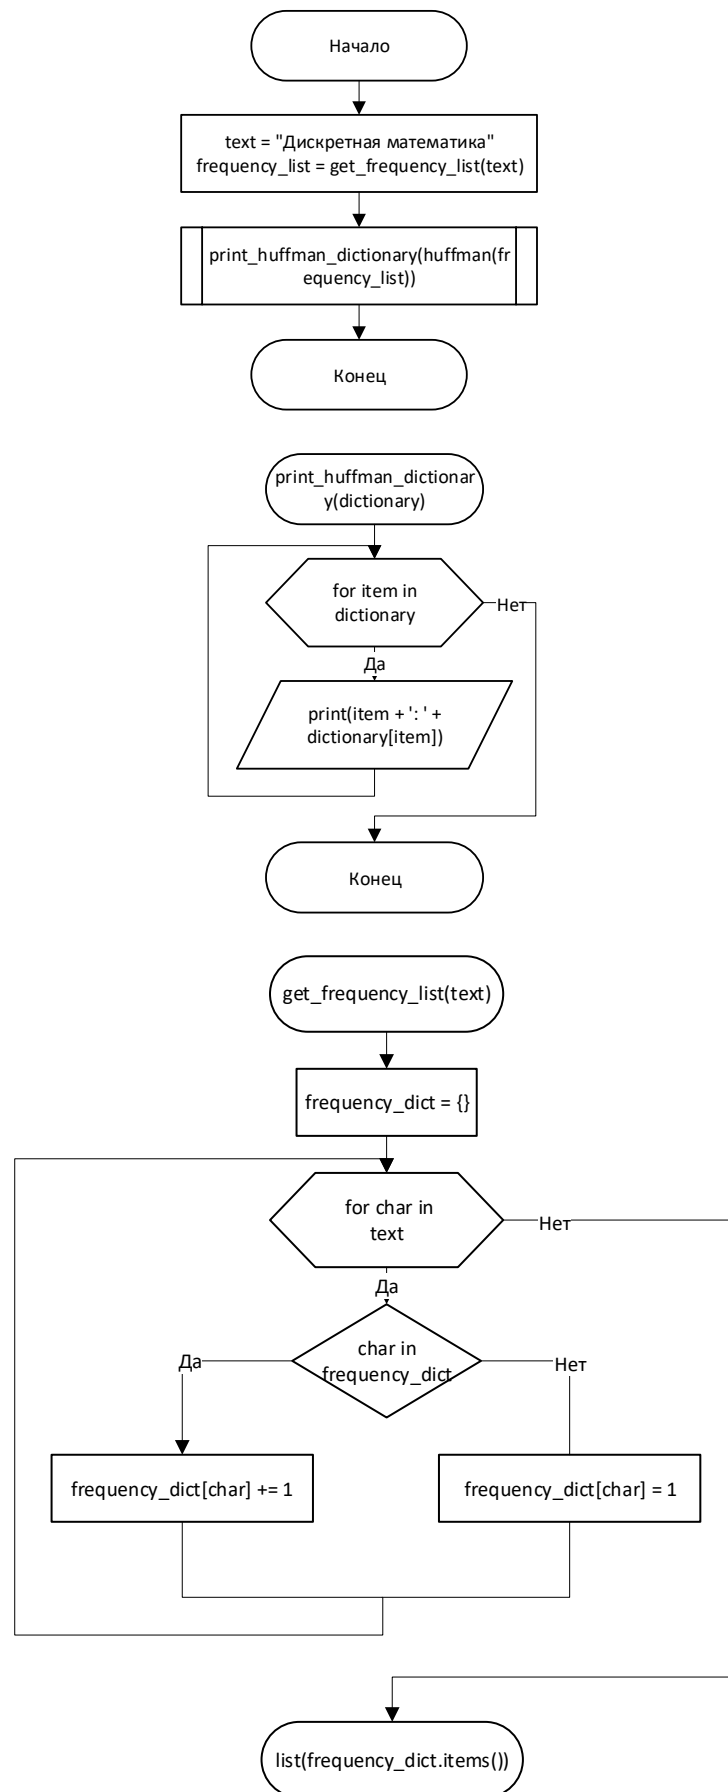 Начало
text = "Дискретная математика"
frequency_list = get_frequency_list(text)
print_huffman_dictionary(huffman(fr
equency_list))
Конец
print_huffman_dictionar
y(dictionary)
for item in
dictionary
Нет
Да
print(item + ': ' +
dictionary[item])
Конец
get_frequency_list(text)
frequency_dict = {}
for char in
text
Нет
Да
char in
frequency_dict
Да
Нет
frequency_dict[char] += 1
frequency_dict[char] = 1
list(frequency_dict.items())